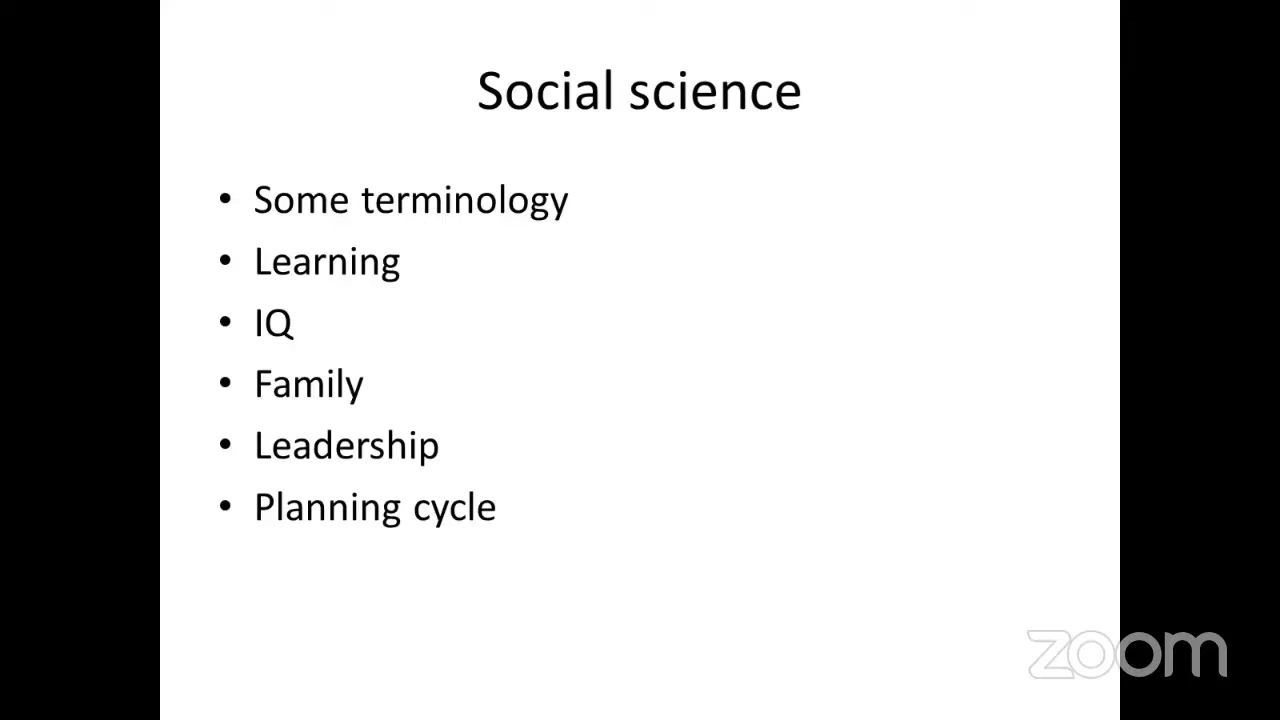 Social science
• Some terminology
• Learning
• IQ
• Family
• Leadership
• Planning cycle
zoom